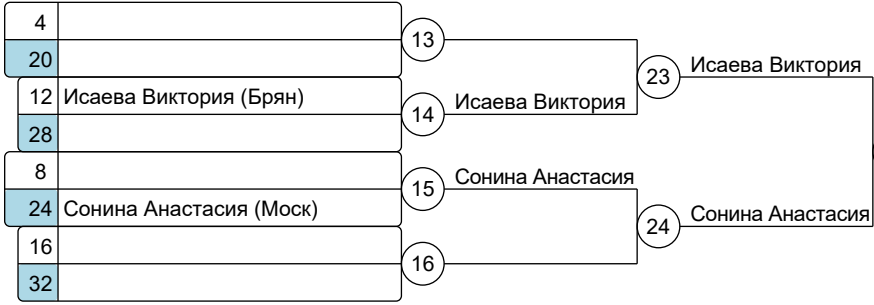 4
13
20
Исаева Виктория
23
12 Исаева Виктория (Брян)
14 Исаева Виктория
28
8
15 Сонина Анастасия
24 Сонина Анастасия (Моск)
24 Сонина Анастасия
16
16
32